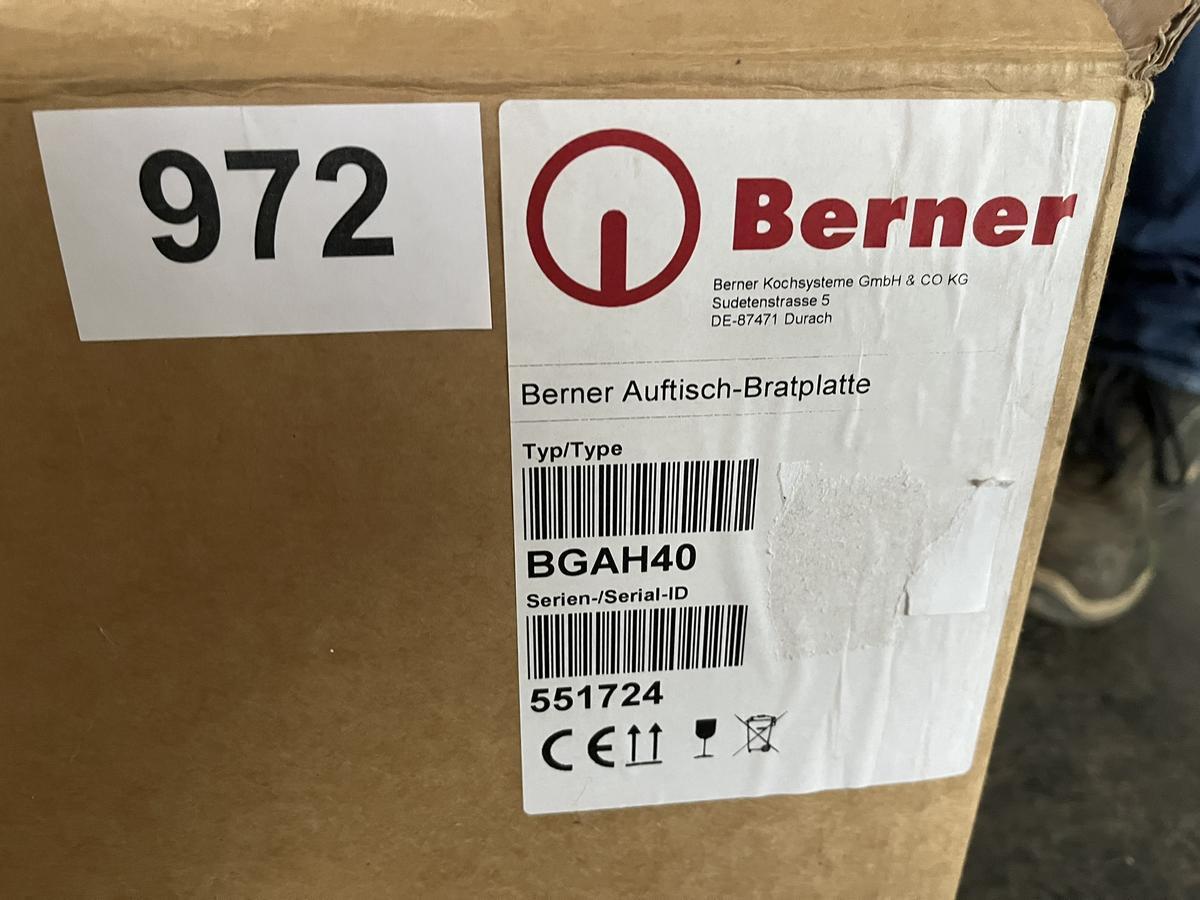 972
Berner
Berner Kochsysteme GmbH & CO KG
Sudetenstrasse 5
DE-87471 Durach
Berner Auftisch-Bratplatte
Typ/Type
BGAH40
Serien-/Serial-ID
551724
CE